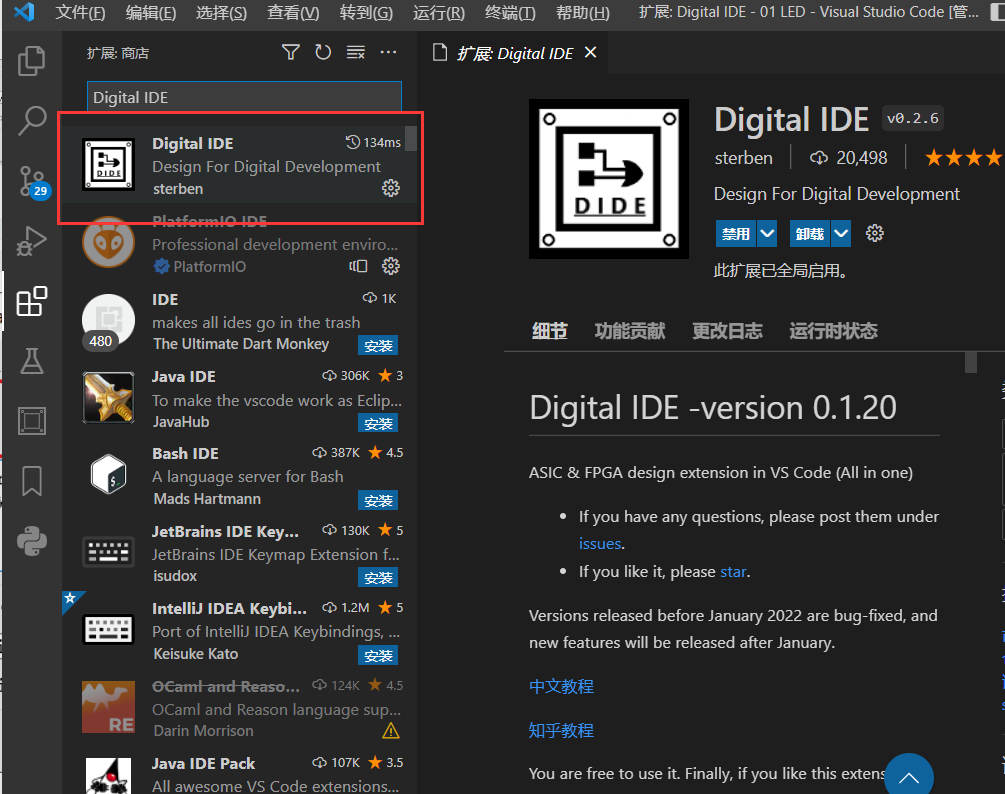 文件(F) 编辑(E) 选择(S) 查看(V) 转到(G) 运行(R) 终端(T) 帮助(H) 扩展: Digital IDE - 01 LED - Visual Studio Code [管...
扩展: 商店
扩展: Digital IDE
Digital IDE
29
DIDE
Digital IDE 134ms
Design For Digital Development
sterben
PlatformIO IDE
Professional development enviro...
PlatformIO
IDE 1K
makes all ides go in the trash
480
The Ultimate Dart Monkey 安装
Java IDE 306K 3
To make the vscode work as Eclip...
JavaHub 安装
Bash IDE 387K 4.5
A language server for Bash
Mads Hartmann 安装
JetBrains IDE Key... 130K 5
JetBrains IDE Keymap Extension f...
isudox 安装
IntelliJ IDEA Keybi... 1.2M 5
Port of IntelliJ IDEA Keybindings, ...
Keisuke Kato 安装
OCaml and Reaso... 124K 4.5
OCaml and Reason language sup...
RE
Darin Morrison
Java IDE Pack 107K 3.5
All awesome VS Code extensions...
DIDE
Digital IDE v0.2.6
sterben 20,498
Design For Digital Development
禁用 卸载
此扩展已全局启用。
细节 功能贡献 更改日志 运行时状态
Digital IDE -version 0.1.20
ASIC & FPGA design extension in VS Code (All in one)
• If you have any questions, please post them under
issues.
• If you like it, please star.
Versions released before January 2022 are bug-fixed, and
new features will be released after January.
中文教程
知乎教程
You are free to use it. Finally, if you like this extens